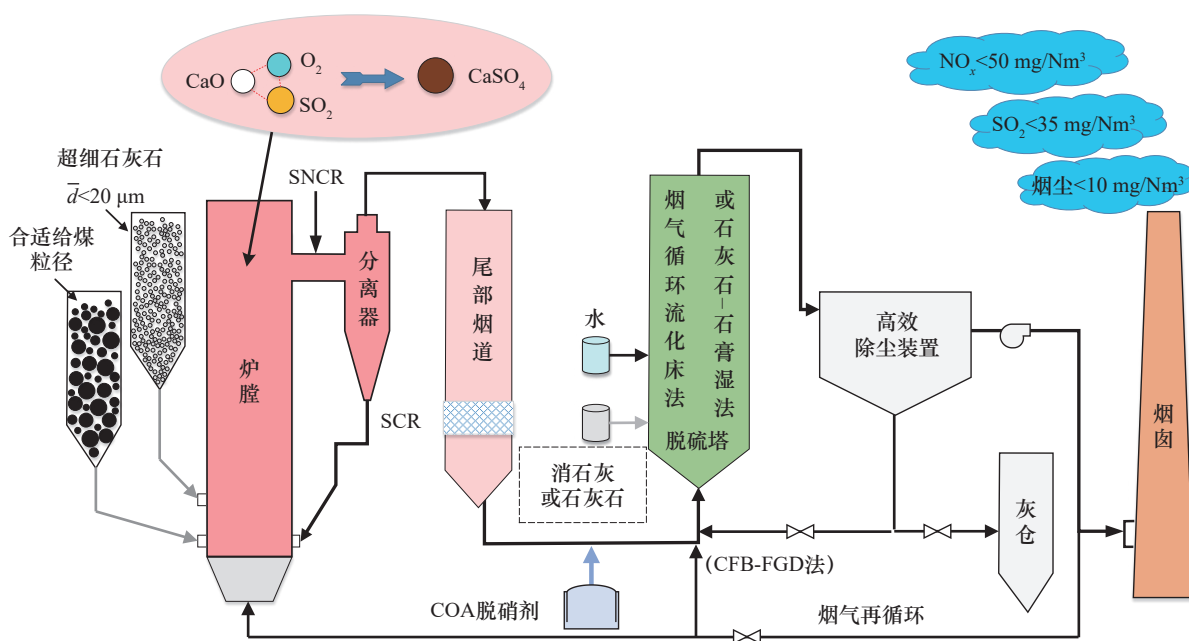 CaO
O₂
SO₂
CaSO₄
NOₓ<50 mg/Nm³
SO₂<35 mg/Nm³
烟尘<10 mg/Nm³
超细石灰石
d̅<20 μm
合适给煤
粒径
SNCR
炉膛
分离器
SCR
尾部烟道
水
消石灰
或石灰石
烟气循环流化床法
或石灰石–石膏湿法
脱硫塔
高效
除尘装置
灰仓
烟囱
(CFB-FGD法)
COA脱硝剂
烟气再循环